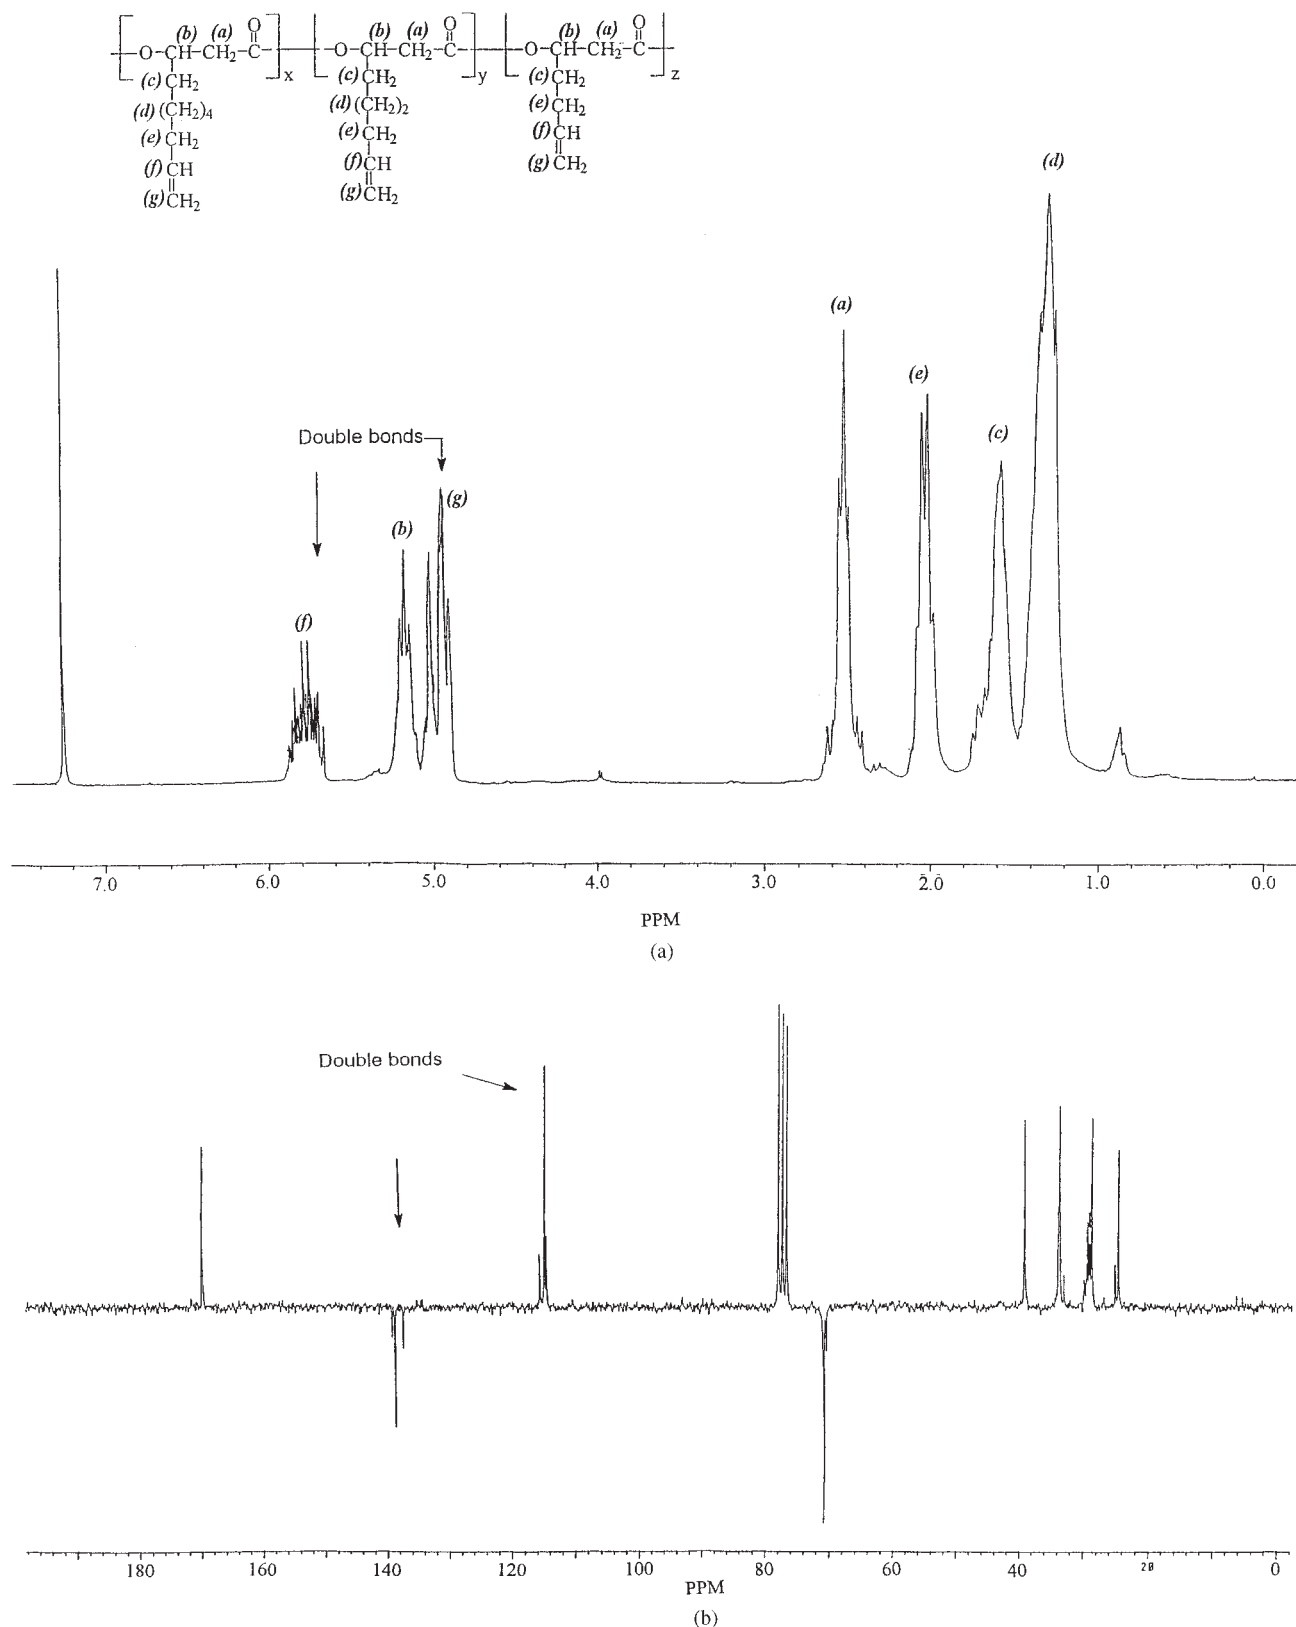 (b) (a) O (b) (a) O (b) (a) O
O CH CH2 C O CH CH2 C O CH CH2 C
x y z
(c) CH2 (c) CH2 (c) CH2
(d) (CH2)4 (d) (CH2)2 (e) CH2
(e) CH2 (e) CH2 (f) CH
(f) CH (f) CH (g) CH2
(g) CH2 (g) CH2
(d)
(a)
(e)
(c)
Double bonds
(g)
(b)
(f)
7.0 6.0 5.0 4.0 3.0 2.0 1.0 0.0
PPM
(a)
Double bonds
180 160 140 120 100 80 60 40 20 0
PPM
(b)